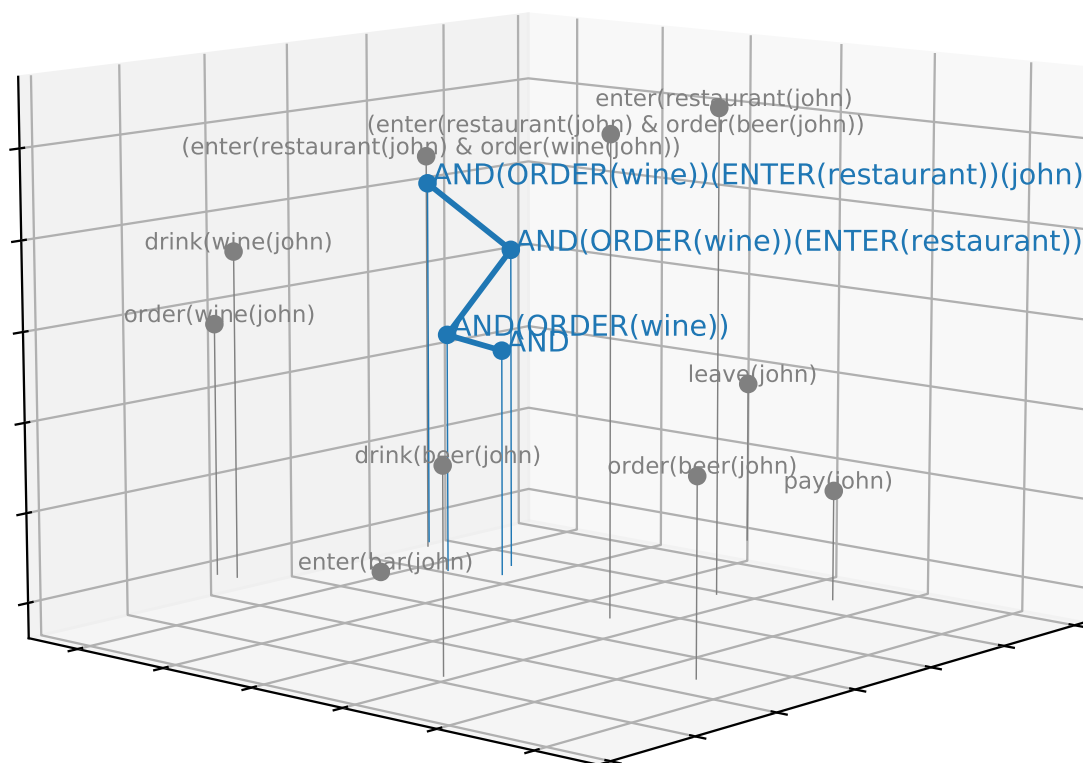 enter(restaurant(john)
(enter(restaurant(john) & order(beer(john))
(enter(restaurant(john) & order(wine(john))
AND(ORDER(wine))(ENTER(restaurant))(john)
drink(wine(john)
AND(ORDER(wine))(ENTER(restaurant))
order(wine(john)
AND(ORDER(wine))
AND
leave(john)
drink(beer(john)
order(beer(john)
pay(john)
enter(bar(john)